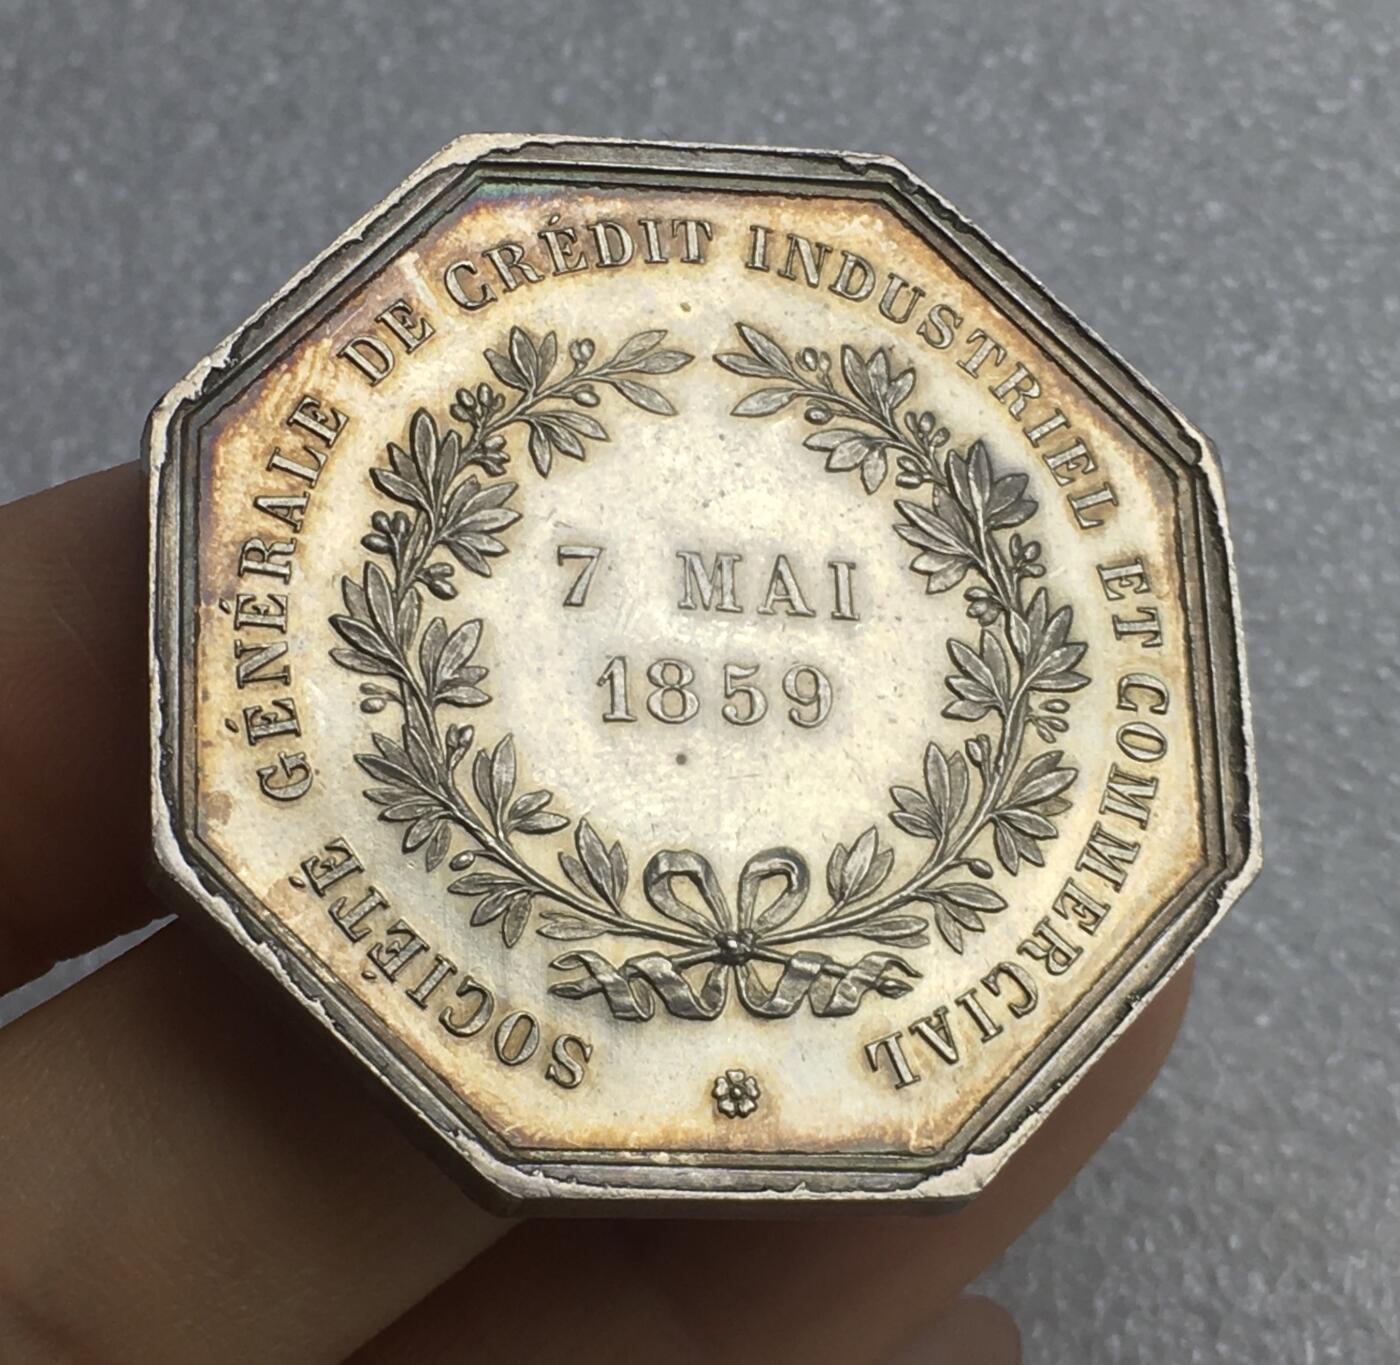 SOCIÉTÉ GÉNÉRALE DE CRÉDIT INDUSTRIEL ET COMMERCIAL
7 MAI
1859